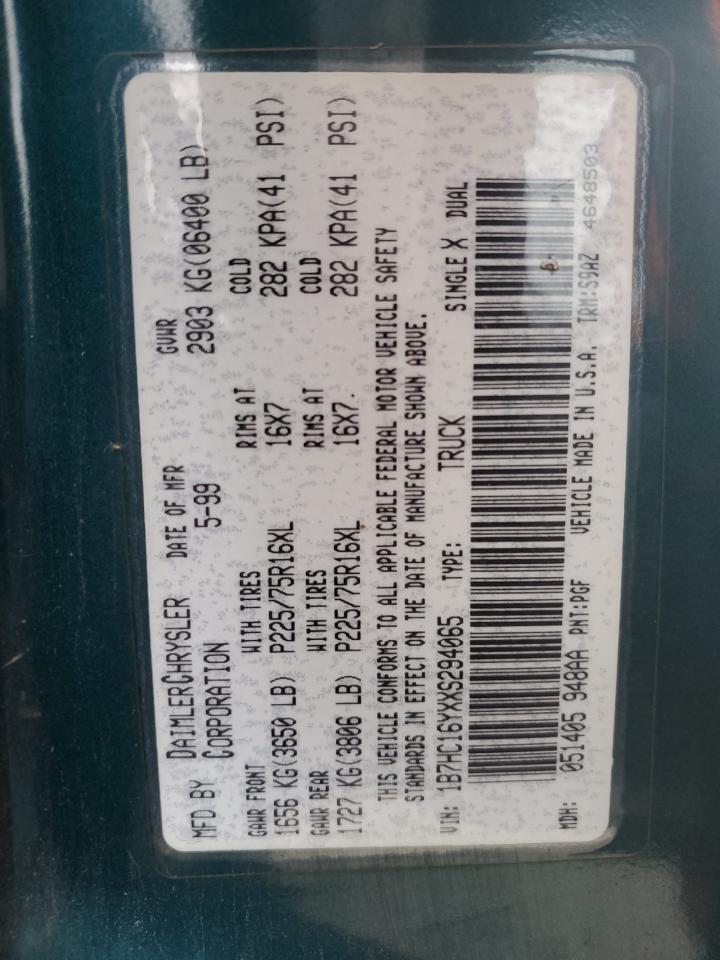 MFD BY DAIMLERCHRYSLER CORPORATION
DATE OF MFR 5-99
GVWR 2903 KG(06400 LB)
GAWR FRONT WITH TIRES RIMS AT COLD
1656 KG(3650 LB) P225/75R16XL 16X7 282 KPA(41 PSI)
GAWR REAR WITH TIRES RIMS AT COLD
1727 KG(3806 LB) P225/75R16XL 16X7. 282 KPA(41 PSI)
THIS VEHICLE CONFORMS TO ALL APPLICABLE FEDERAL MOTOR VEHICLE SAFETY
STANDARDS IN EFFECT ON THE DATE OF MANUFACTURE SHOWN ABOVE.
VIN: 1B7HC16YXXS294065 TYPE: TRUCK SINGLE X DUAL
MDH: 051405 948AA PNT:PGF VEHICLE MADE IN U.S.A. TRM:S9AZ 4648503